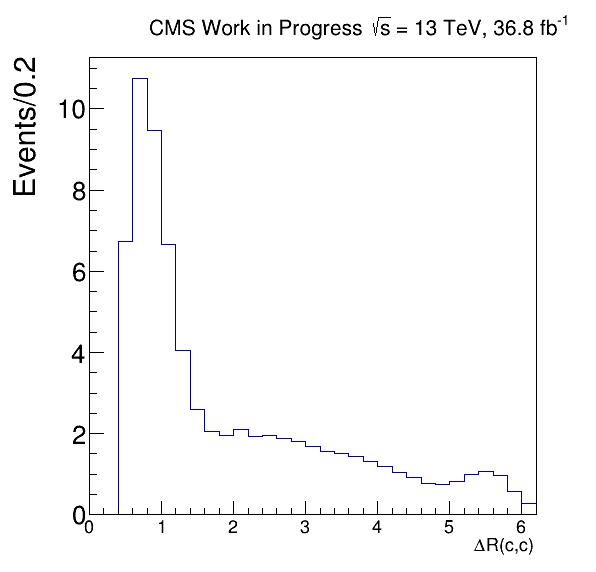 CMS Work in Progress √s = 13 TeV, 36.8 fb⁻¹
Events/0.2
10
8
6
4
2
0
0 1 2 3 4 5 6
ΔR(c,c)